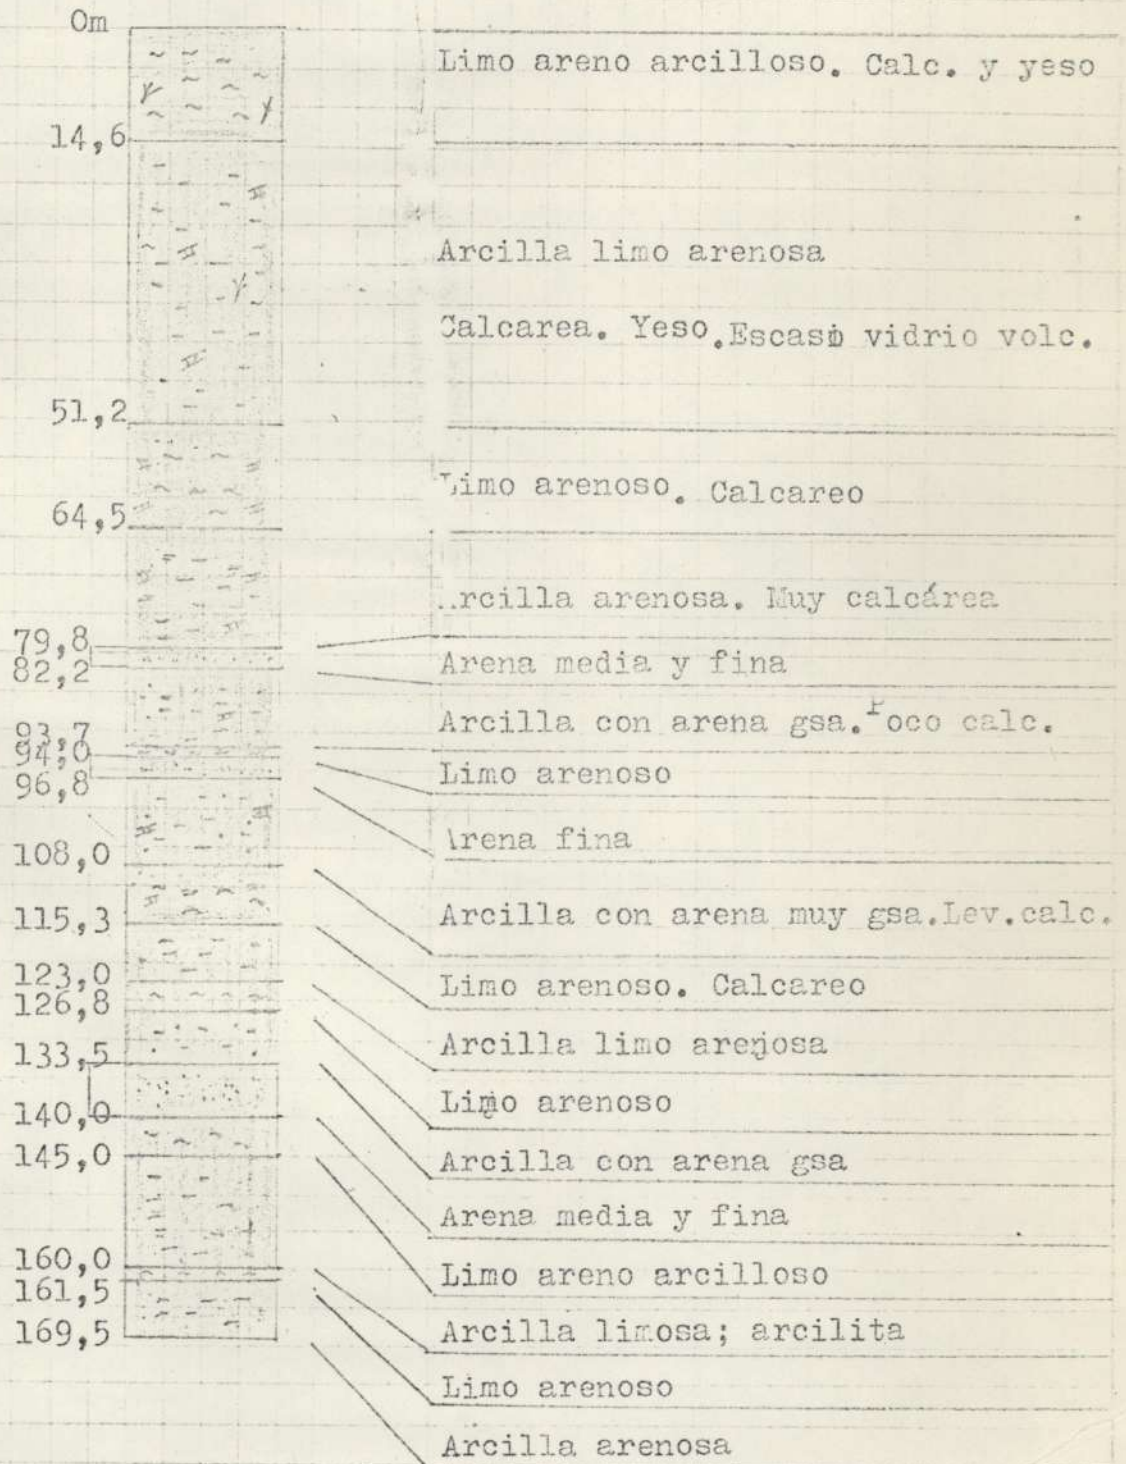 0m
Limo areno arcilloso. Calc. y yeso
14,6
Arcilla limo arenosa
Calcarea. Yeso.Escaso vidrio volc.
51,2
Limo arenoso. Calcareo
64,5
Arcilla arenosa. Muy calcárea
79,8
82,2
Arena media y fina
Arcilla con arena gsa. Poco calc.
93,7
94,0
Limo arenoso
96,8
Arena fina
108,0
Arcilla con arena muy gsa.Lev.calc.
115,3
Limo arenoso. Calcareo
123,0
126,8
Arcilla limo arenosa
133,5
Limo arenoso
140,0
145,0
Arcilla con arena gsa
Arena media y fina
160,0
161,5
Limo areno arcilloso
169,5
Arcilla limosa; arcilita
Limo arenoso
Arcilla arenosa